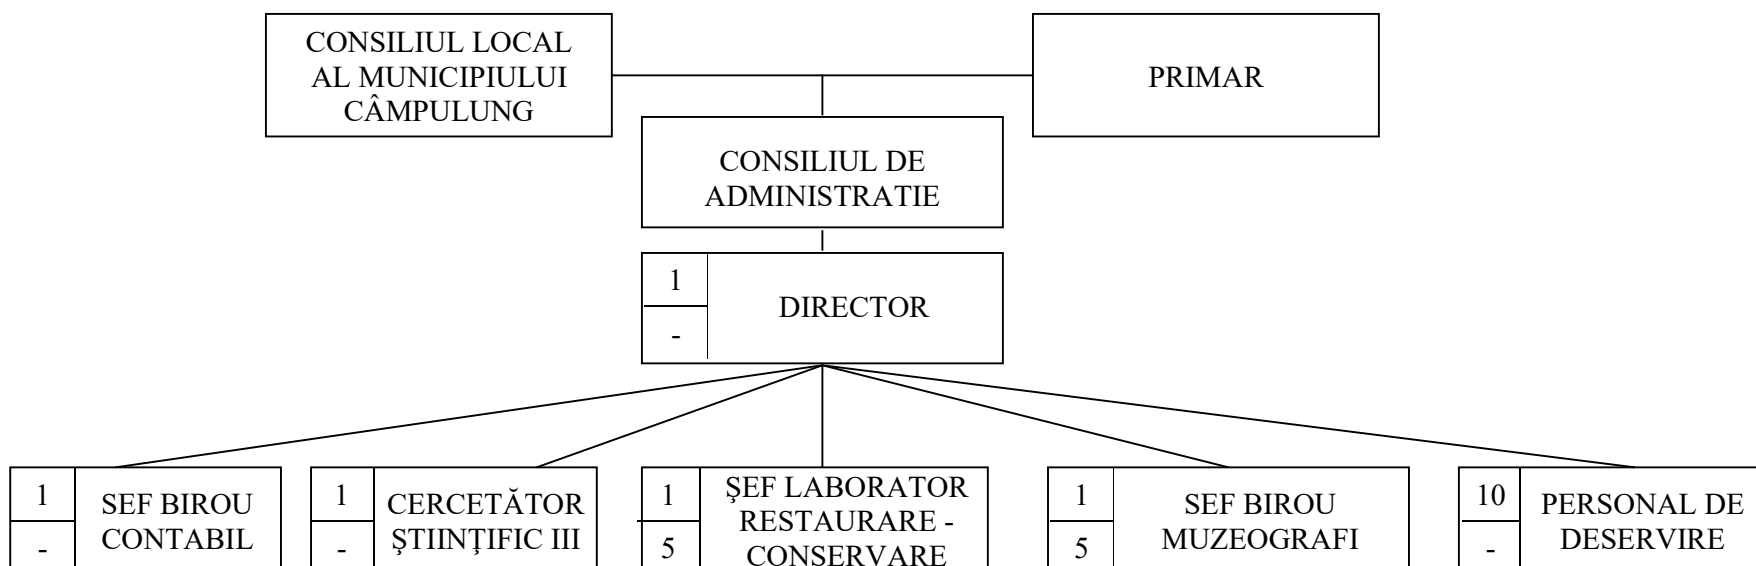 CONSILIUL LOCAL
AL MUNICIPIULUI
CÂMPULUNG
PRIMAR
CONSILIUL DE
ADMINISTRATIE
1
-
DIRECTOR
1
-
SEF BIROU
CONTABIL
1
-
CERCETĂTOR
ŞTIINŢIFIC III
1
5
ŞEF LABORATOR
RESTAURARE -
CONSERVARE
1
5
SEF BIROU
MUZEOGRAFI
10
-
PERSONAL DE
DESERVIRE